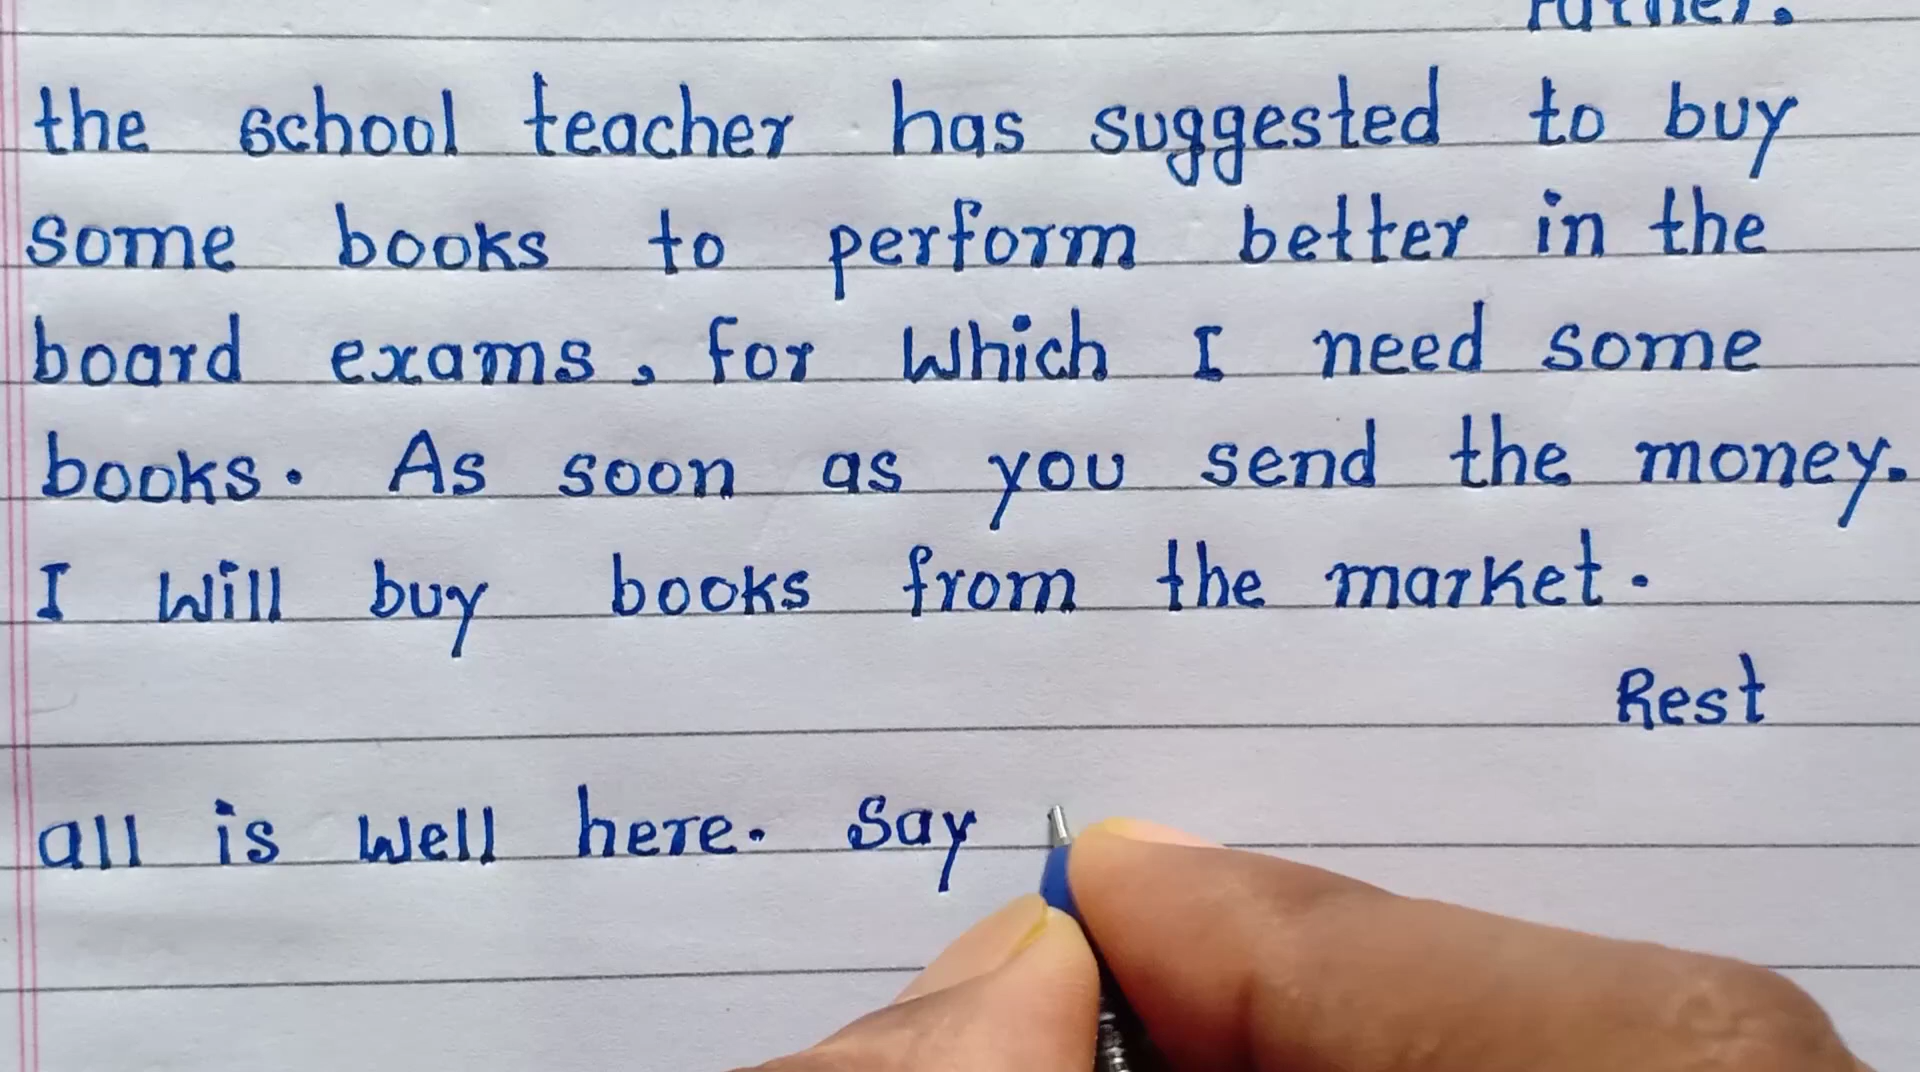 Father.
the school teacher has suggested to buy
some books to perform better in the
board exams, for which I need some
books. As soon as you send the money.
I will buy books from the market.
Rest
all is well here. Say